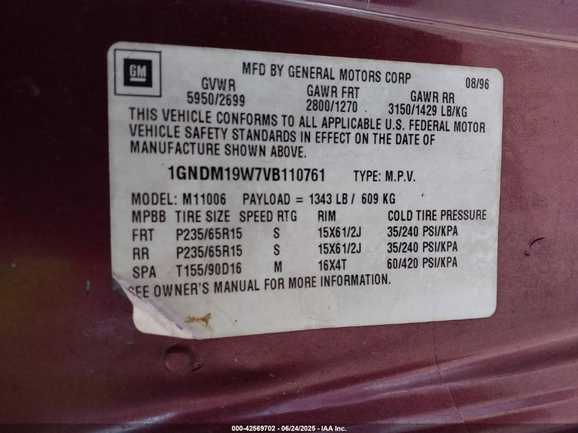 GM
MFD BY GENERAL MOTORS CORP 08/96
GVWR GAWR FRT GAWR RR
5950/2699 2800/1270 3150/1429 LB/KG
THIS VEHICLE CONFORMS TO ALL APPLICABLE U.S. FEDERAL MOTOR
VEHICLE SAFETY STANDARDS IN EFFECT ON THE DATE OF
MANUFACTURE SHOWN ABOVE.
1GNDM19W7VB110761 TYPE: M.P.V.
MODEL: M11006 PAYLOAD = 1343 LB / 609 KG
MPBB TIRE SIZE SPEED RTG RIM COLD TIRE PRESSURE
FRT P235/65R15 S 15X61/2J 35/240 PSI/KPA
RR P235/65R15 S 15X61/2J 35/240 PSI/KPA
SPA T155/90D16 M 16X4T 60/420 PSI/KPA
SEE OWNER'S MANUAL FOR MORE INFORMATION.
000-42569702 - 06/24/2025 - IAA Inc.